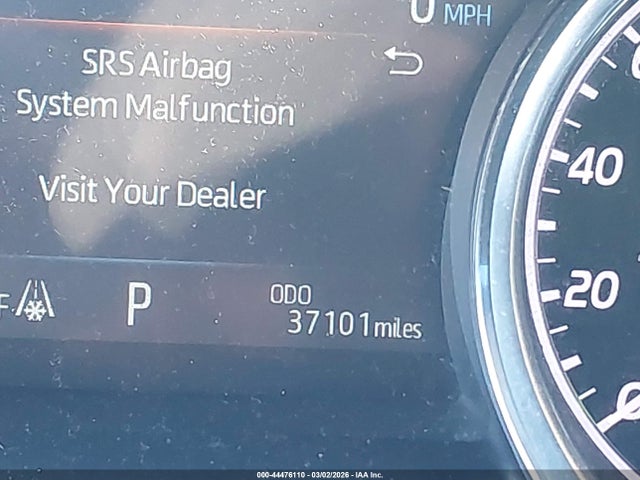 0 MPH
SRS Airbag
System Malfunction
Visit Your Dealer
F
P
ODO
37101 miles
40
20
0
000-44476110 - 03/02/2026 - IAA Inc.